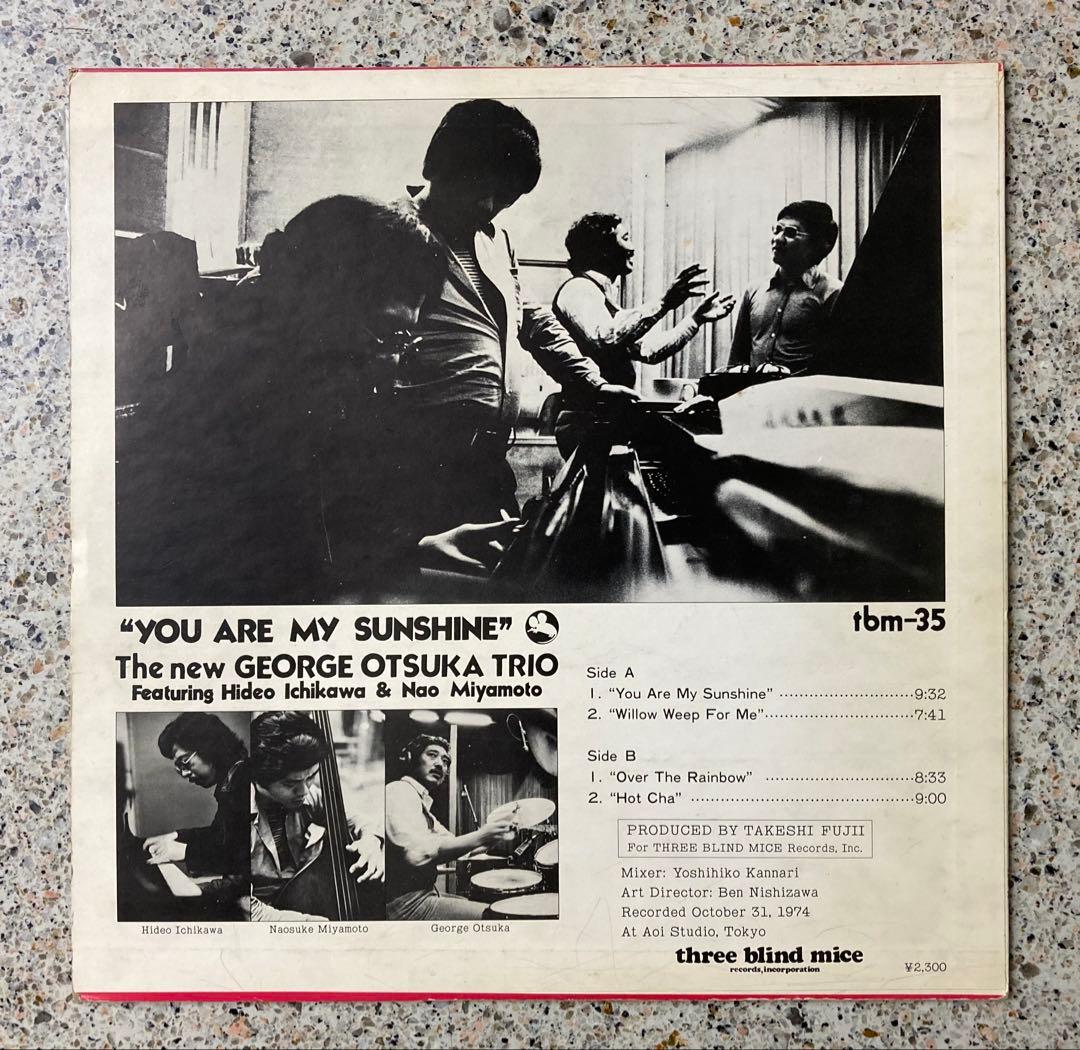 "YOU ARE MY SUNSHINE"
The new GEORGE OTSUKA TRIO
Featuring Hideo Ichikawa & Nao Miyamoto
Hideo Ichikawa
Naosuke Miyamoto
George Otsuka
tbm-35
Side A
1. "You Are My Sunshine" ································9:32
2. "Willow Weep For Me"···································7:41
Side B
1. "Over The Rainbow" ···································8:33
2. "Hot Cha" ···················································9:00
PRODUCED BY TAKESHI FUJII
For THREE BLIND MICE Records, Inc.
Mixer: Yoshihiko Kannari
Art Director: Ben Nishizawa
Recorded October 31, 1974
At Aoi Studio, Tokyo
three blind mice
records,incorporation
¥2,300